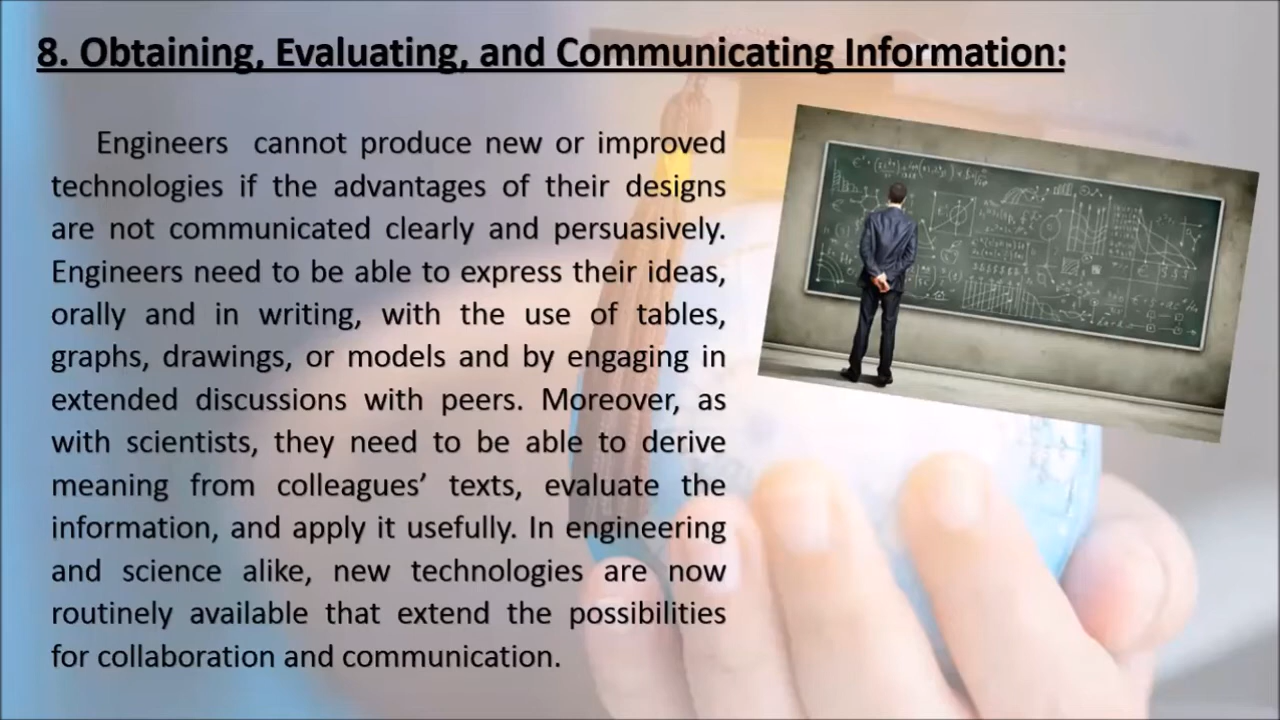 8. Obtaining, Evaluating, and Communicating Information:
Engineers cannot produce new or improved
technologies if the advantages of their designs
are not communicated clearly and persuasively.
Engineers need to be able to express their ideas,
orally and in writing, with the use of tables,
graphs, drawings, or models and by engaging in
extended discussions with peers. Moreover, as
with scientists, they need to be able to derive
meaning from colleagues’ texts, evaluate the
information, and apply it usefully. In engineering
and science alike, new technologies are now
routinely available that extend the possibilities
for collaboration and communication.